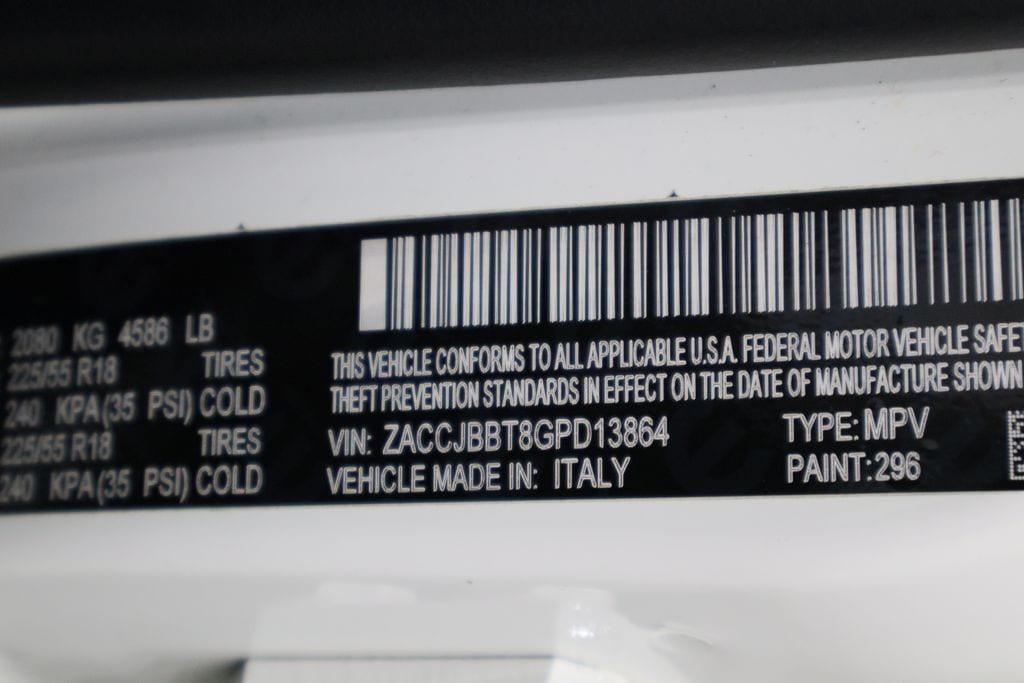 2080 KG 4586 LB
225/55 R18 TIRES
240 KPA(35 PSI) COLD
225/55 R18 TIRES
240 KPA(35 PSI) COLD
THIS VEHICLE CONFORMS TO ALL APPLICABLE U.S.A. FEDERAL MOTOR VEHICLE SAFE
THEFT PREVENTION STANDARDS IN EFFECT ON THE DATE OF MANUFACTURE SHOWN
VIN: ZACCJBBT8GPD13864 TYPE: MPV
VEHICLE MADE IN: ITALY PAINT: 296